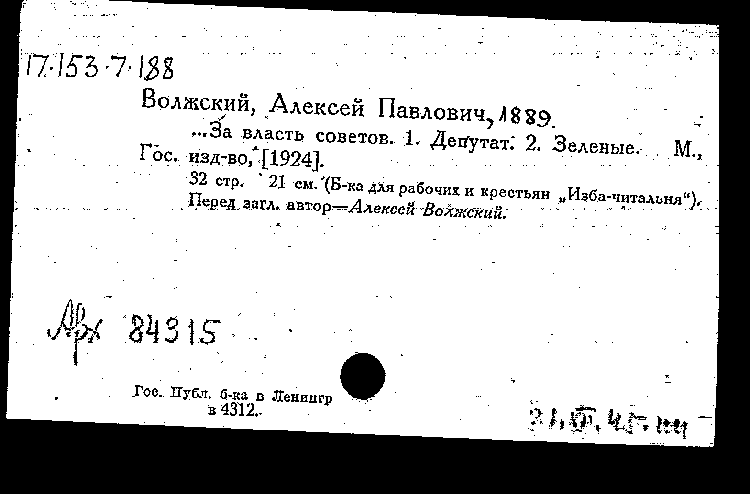 17.153.7.188
Волжский, Алексей Павлович, 1889.
...За власть советов. 1. Депутат. 2. Зеленые. М.,
Гос. изд-во, [1924].
32 стр. 21 см. (Б-ка для рабочих и крестьян „Изба-читальня“).
Перед загл. автор—Алексей Волжский.
Арх 84315
Гос. Публ. б-ка в Ленингр
в 4312.